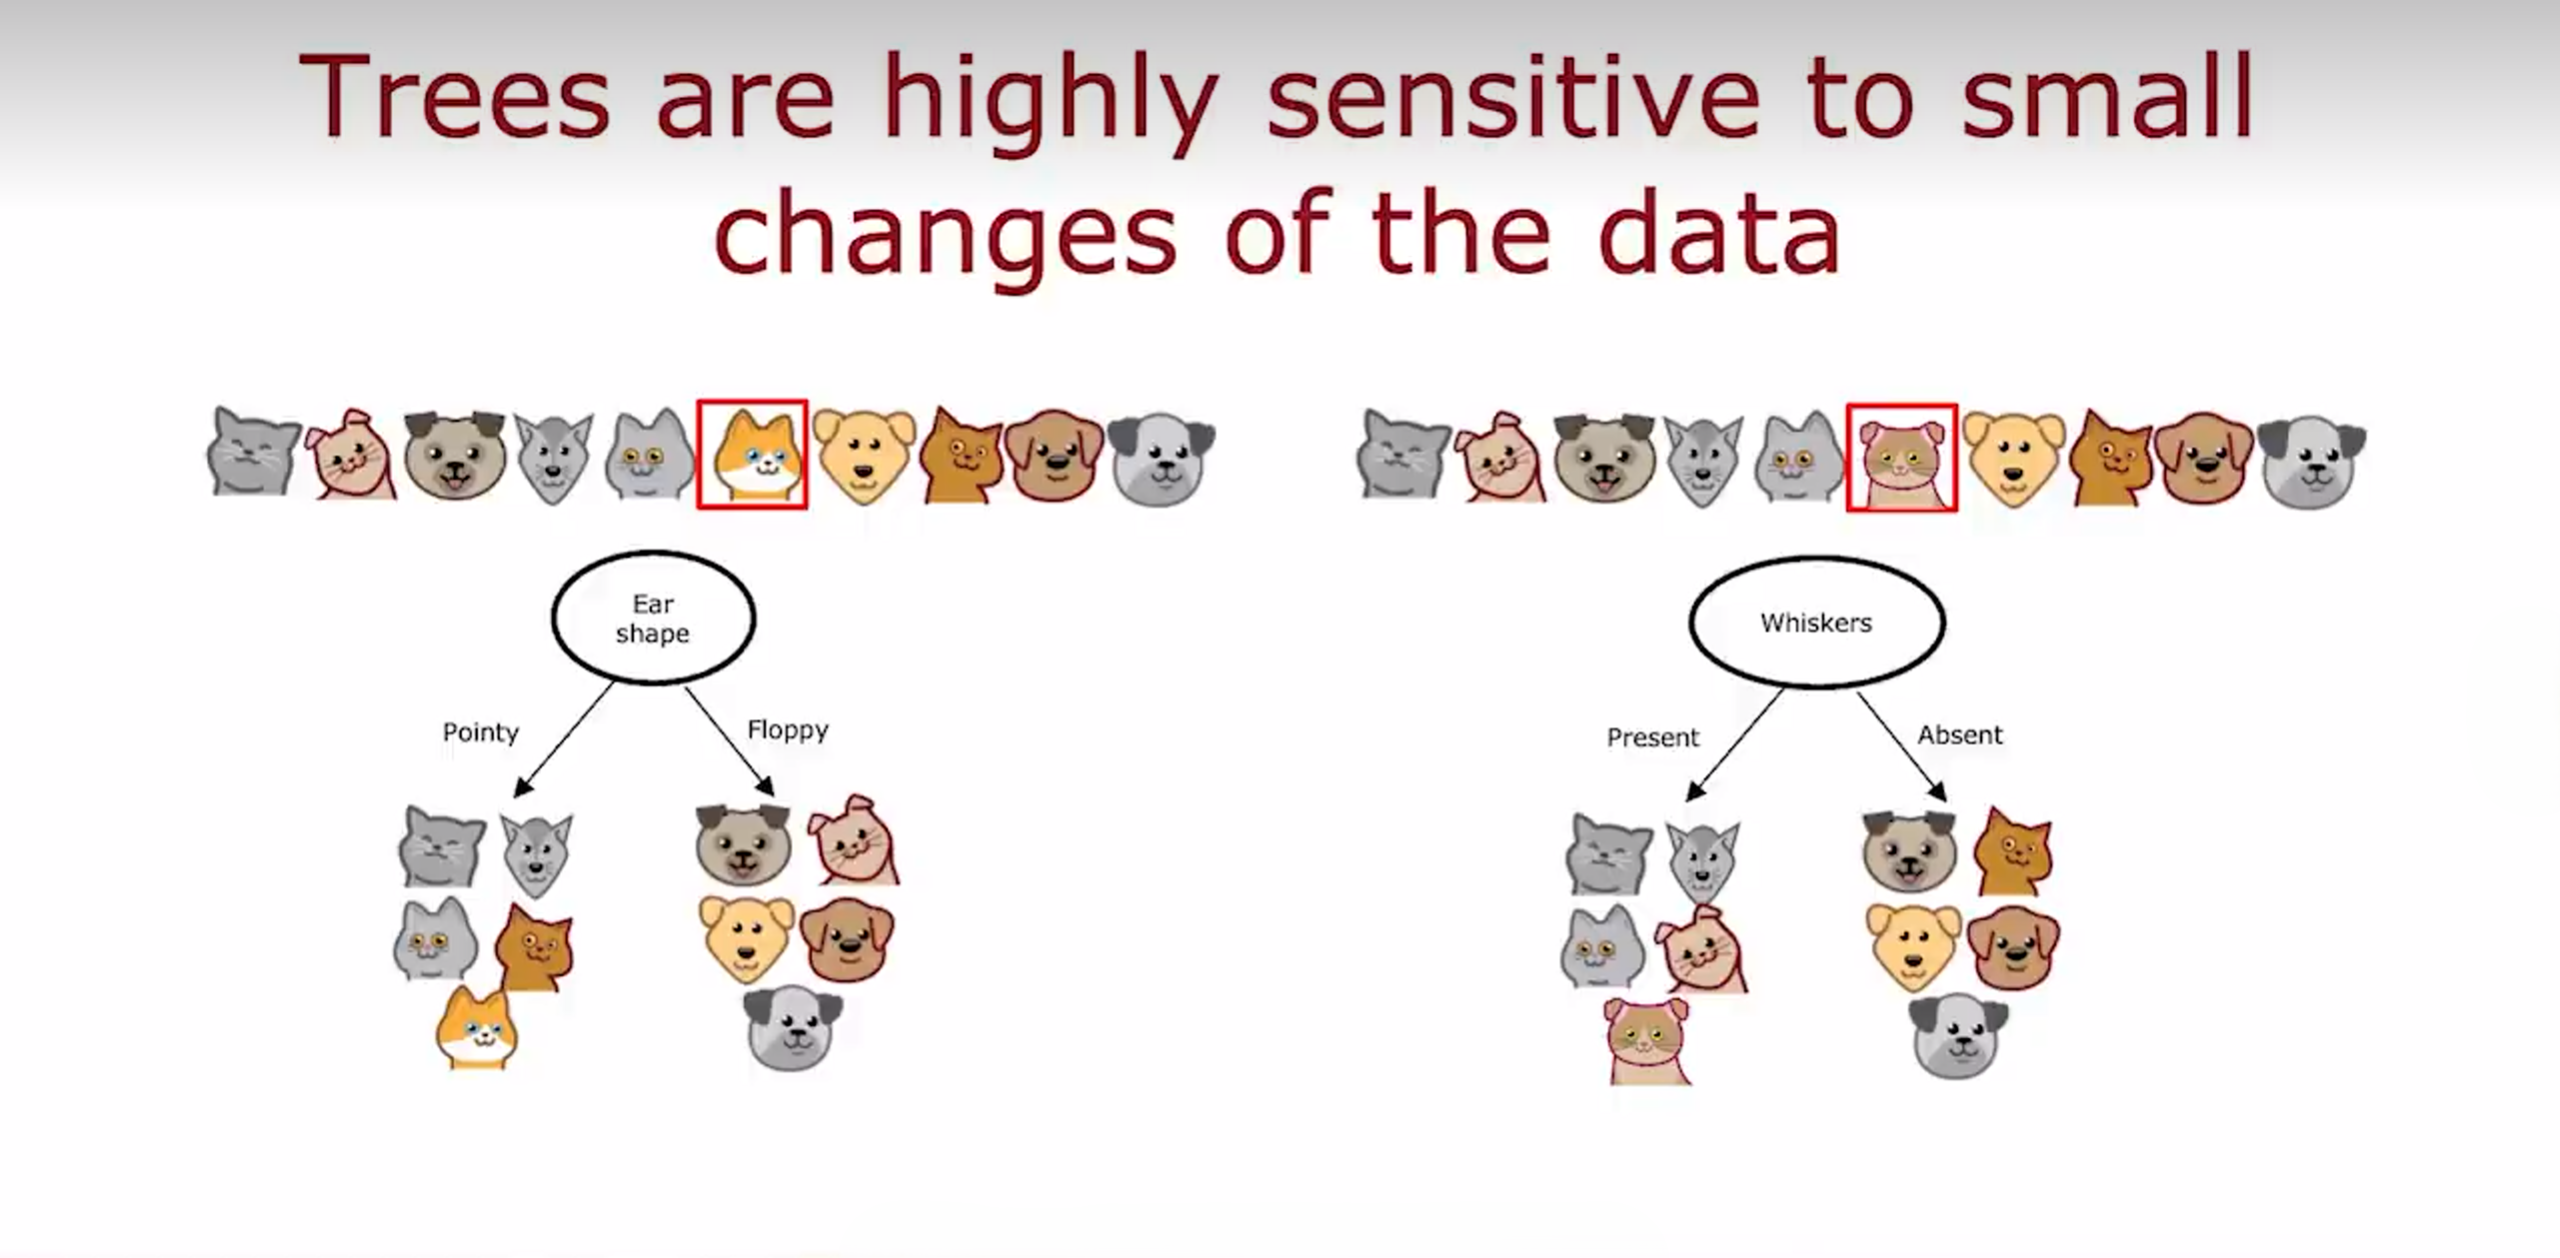 Trees are highly sensitive to small
changes of the data
Ear
shape
Pointy
Floppy
Whiskers
Present
Absent